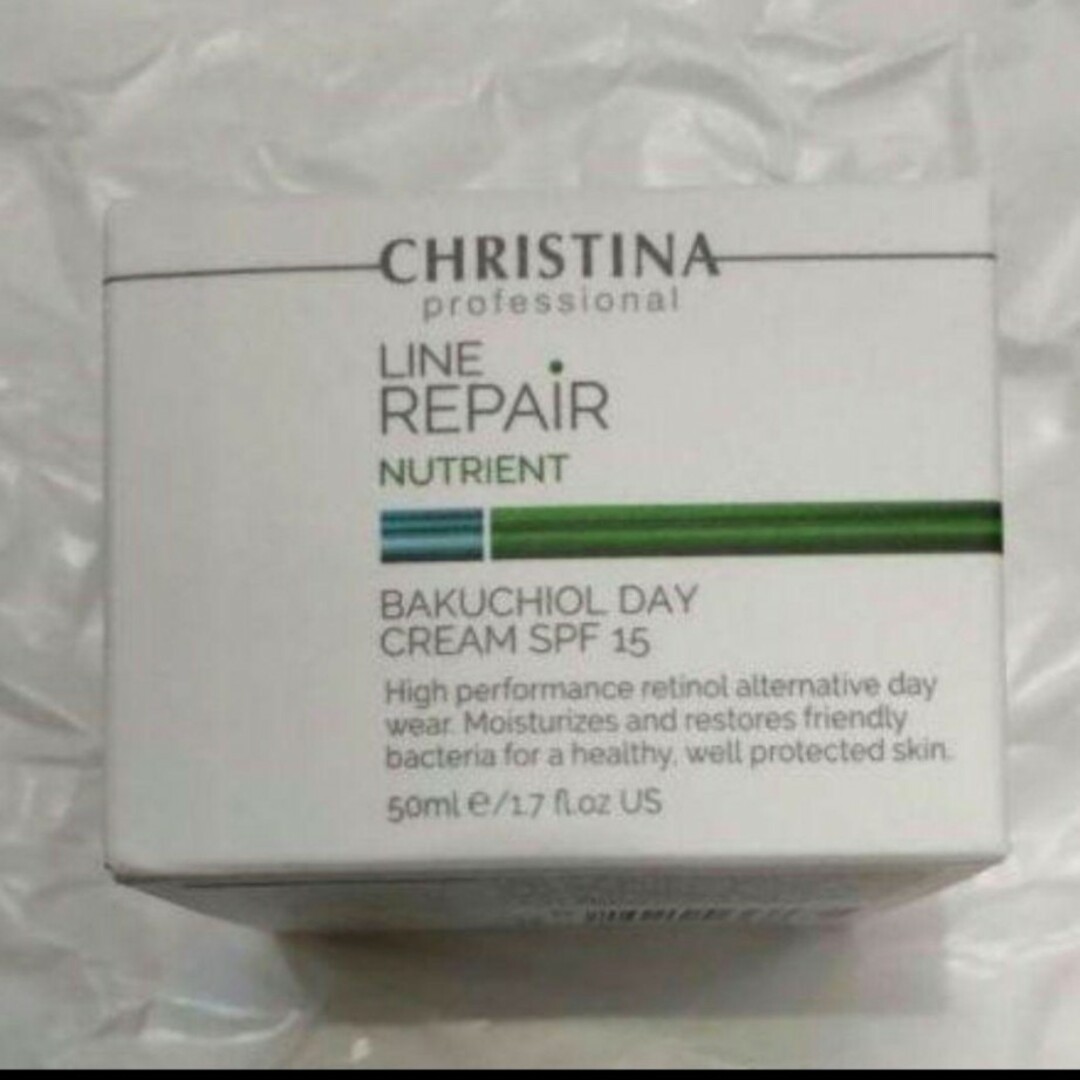 CHRISTINA
professional
LINE
REPAiR
NUTRIENT
BAKUCHIOL DAY
CREAM SPF 15
High performance retinol alternative day
wear. Moisturizes and restores friendly
bacteria for a healthy, well protected skin.
50ml ℮/1.7 fl.oz US